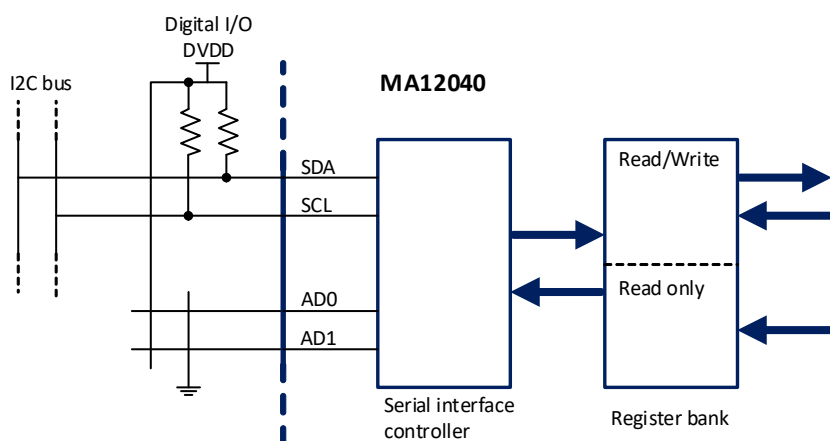 Digital I/O
DVDD
I2C bus
MA12040
SDA
SCL
AD0
AD1
Read/Write
Read only
Serial interface
controller
Register bank